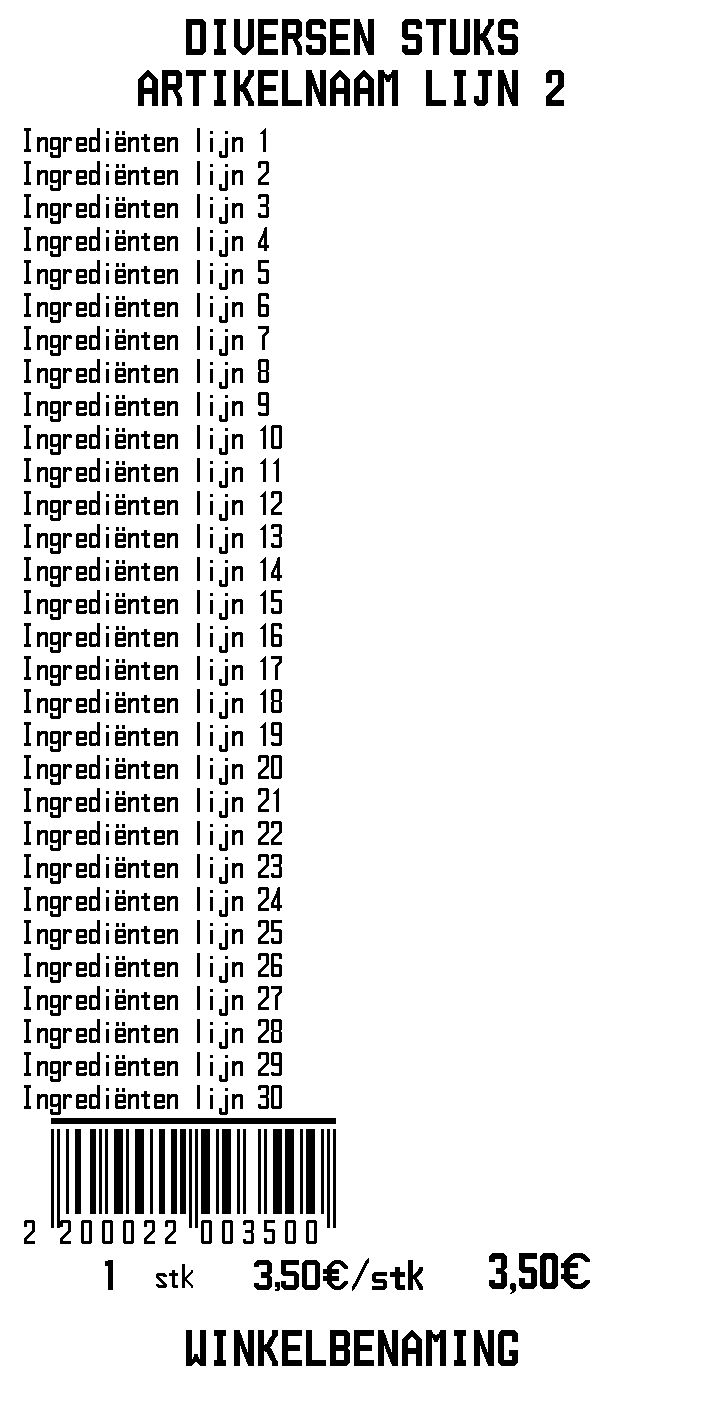 DIVERSEN STUKS
ARTIKELNAAM LIJN 2
Ingrediënten lijn 1
Ingrediënten lijn 2
Ingrediënten lijn 3
Ingrediënten lijn 4
Ingrediënten lijn 5
Ingrediënten lijn 6
Ingrediënten lijn 7
Ingrediënten lijn 8
Ingrediënten lijn 9
Ingrediënten lijn 10
Ingrediënten lijn 11
Ingrediënten lijn 12
Ingrediënten lijn 13
Ingrediënten lijn 14
Ingrediënten lijn 15
Ingrediënten lijn 16
Ingrediënten lijn 17
Ingrediënten lijn 18
Ingrediënten lijn 19
Ingrediënten lijn 20
Ingrediënten lijn 21
Ingrediënten lijn 22
Ingrediënten lijn 23
Ingrediënten lijn 24
Ingrediënten lijn 25
Ingrediënten lijn 26
Ingrediënten lijn 27
Ingrediënten lijn 28
Ingrediënten lijn 29
Ingrediënten lijn 30
2 200022 003500
1 stk 3,50€/stk 3,50€
WINKELBENAMING